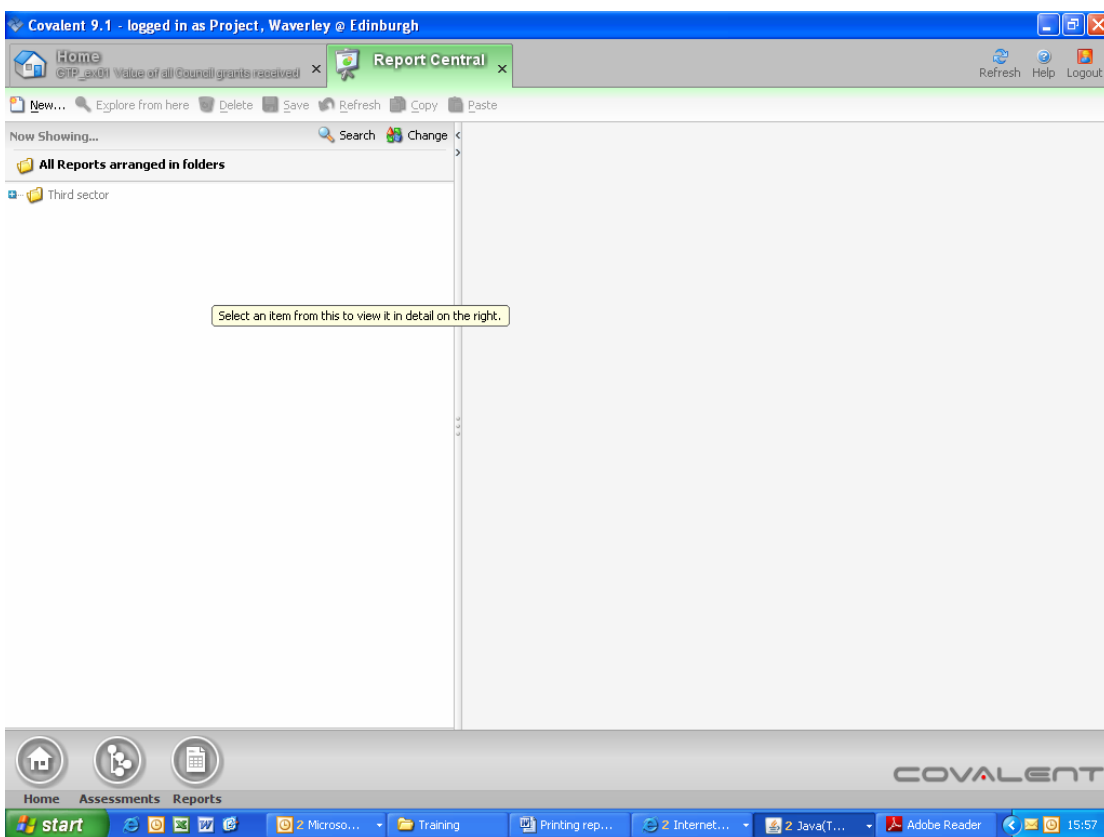 Covalent 9.1 - logged in as Project, Waverley @ Edinburgh
Home
Value of all Council grants received
Report Central
Refresh Help Logout
New... Explore from here Delete Save Refresh Copy Paste
Now Showing... Search Change
All Reports arranged in folders
Third sector
Select an item from this to view it in detail on the right.
COVALENT
Home Assessments Reports
start 2 Microso... Training Printing rep... 2 Internet... 2 Java(T... Adobe Reader 15:57